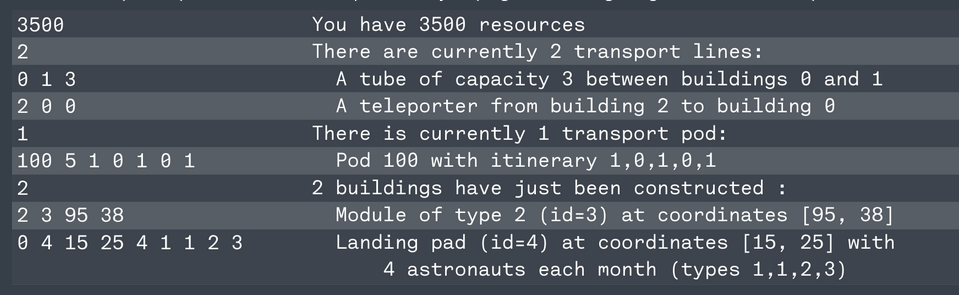 3500 You have 3500 resources
2 There are currently 2 transport lines:
0 1 3 A tube of capacity 3 between buildings 0 and 1
2 0 0 A teleporter from building 2 to building 0
1 There is currently 1 transport pod:
100 5 1 0 1 0 1 Pod 100 with itinerary 1,0,1,0,1
2 2 buildings have just been constructed :
2 3 95 38 Module of type 2 (id=3) at coordinates [95, 38]
0 4 15 25 4 1 1 2 3 Landing pad (id=4) at coordinates [15, 25] with
4 astronauts each month (types 1,1,2,3)